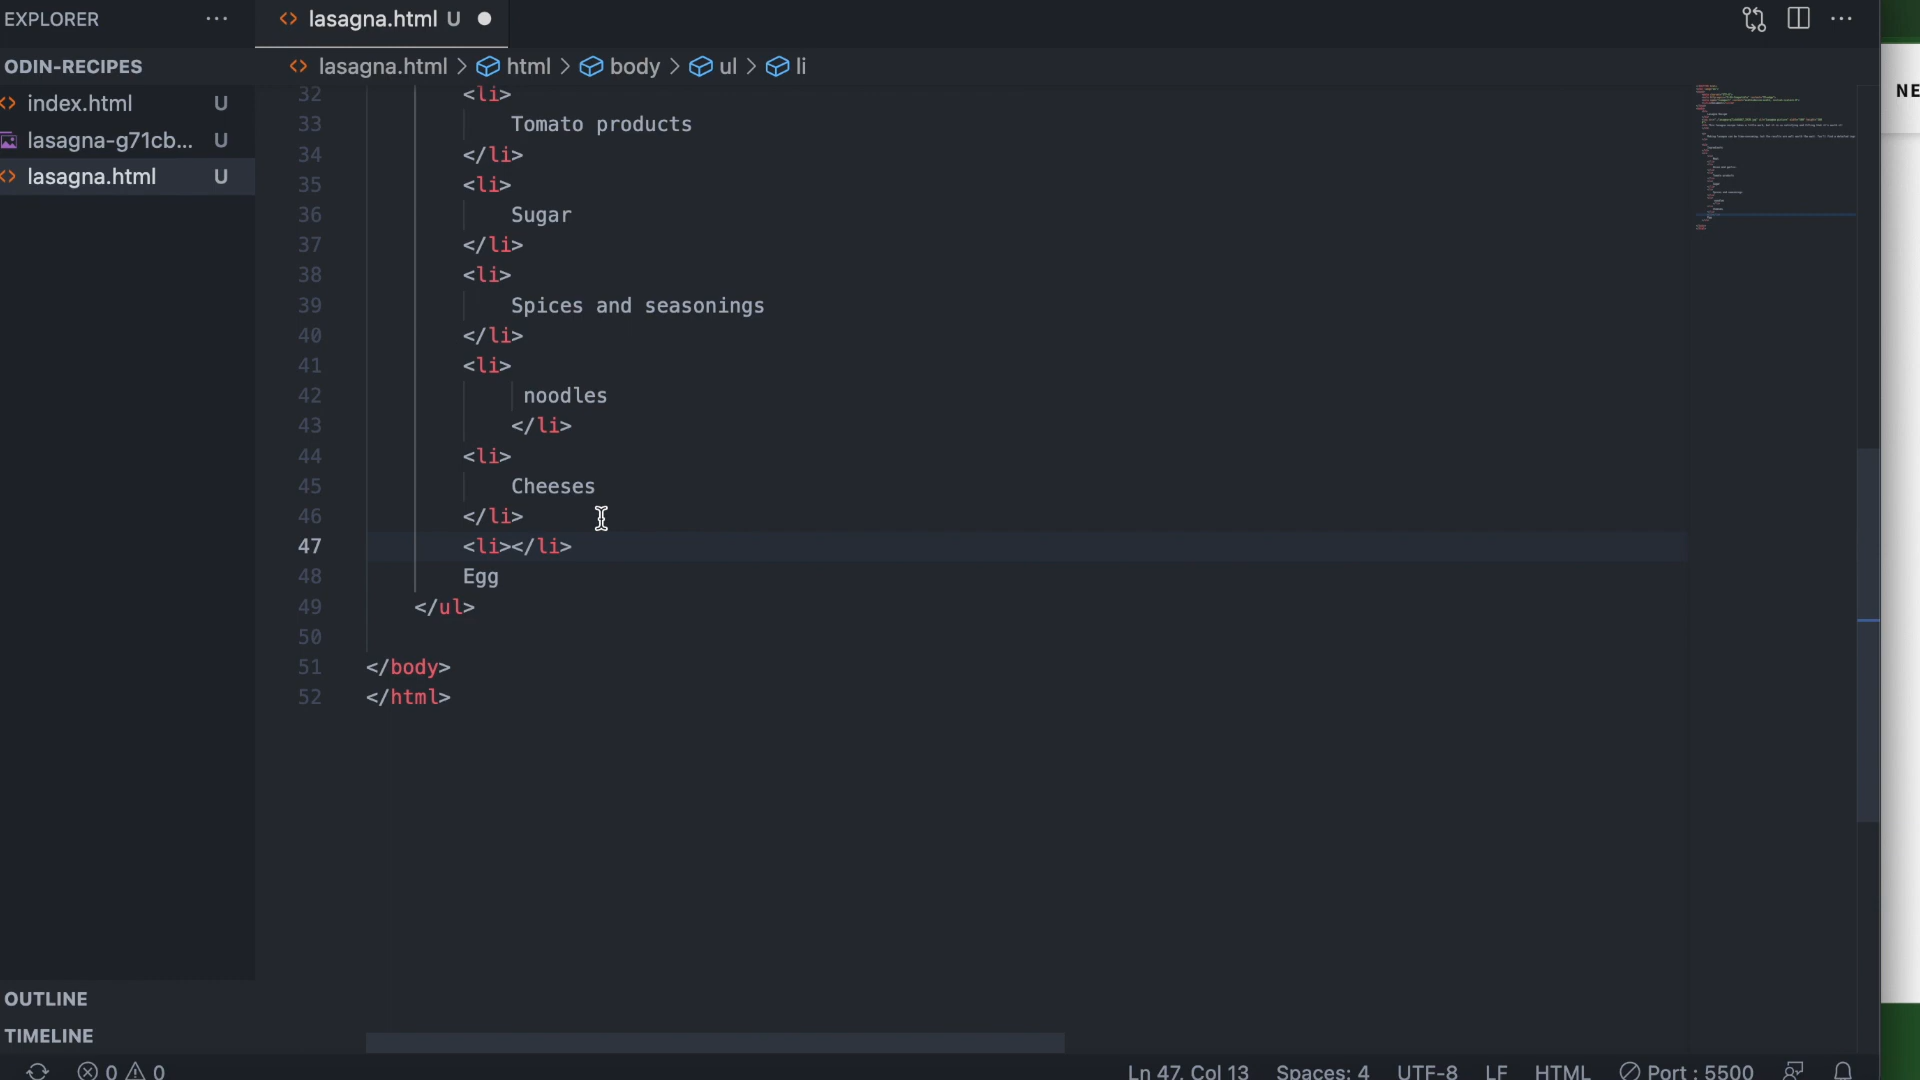 EXPLORER ···
lasagna.html U
ODIN-RECIPES
lasagna.html > html > body > ul > li
index.html U
lasagna-g71cb... U
lasagna.html U
NE
32 <li>
33 Tomato products
34 </li>
35 <li>
36 Sugar
37 </li>
38 <li>
39 Spices and seasonings
40 </li>
41 <li>
42 noodles
43 </li>
44 <li>
45 Cheeses
46 </li>
47 <li></li>
48 Egg
49 </ul>
50
51 </body>
52 </html>
OUTLINE
TIMELINE
0 0 Ln 47, Col 13 Spaces: 4 UTF-8 LF HTML Port : 5500